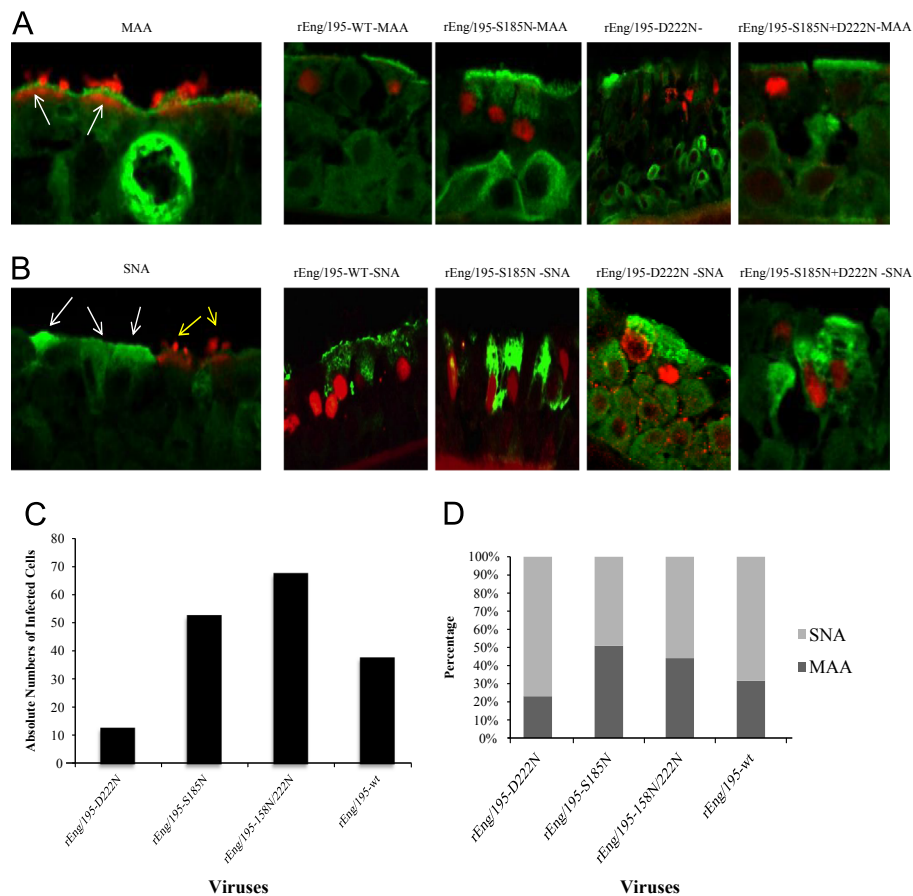 A
MAA
rEng/195-WT-MAA
rEng/195-S185N-MAA
rEng/195-D222N-
rEng/195-S185N+D222N-MAA
B
SNA
rEng/195-WT-SNA
rEng/195-S185N -SNA
rEng/195-D222N -SNA
rEng/195-S185N+D222N -SNA
C
Absolute Numbers of Infected Cells
80
70
60
50
40
30
20
10
0
rEng/195-D222N
rEng/195-S185N
rEng/195-158N/222N
rEng/195-wt
Viruses
D
Percentage
100%
90%
80%
70%
60%
50%
40%
30%
20%
10%
0%
SNA
MAA
rEng/195-D222N
rEng/195-S185N
rEng/195-158N/222N
rEng/195-wt
Viruses